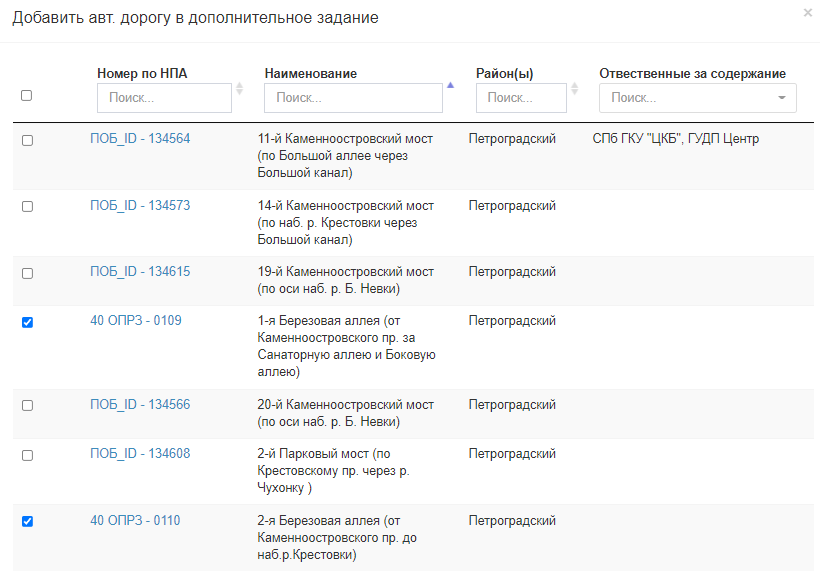 Добавить авт. дорогу в дополнительное задание
×
Номер по НПА Наименование Район(ы) Отвественные за содержание
Поиск... Поиск... Поиск... Поиск...
ПОБ_ID - 134564 11-й Каменноостровский мост Петроградский СПб ГКУ "ЦКБ", ГУДП Центр
(по Большой аллее через
Большой канал)
ПОБ_ID - 134573 14-й Каменноостровский мост Петроградский
(по наб. р. Крестовки через
Большой канал)
ПОБ_ID - 134615 19-й Каменноостровский мост Петроградский
(по оси наб. р. Б. Невки)
40 ОПРЗ - 0109 1-я Березовая аллея (от Петроградский
Каменноостровского пр. за
Санаторную аллею и Боковую
аллею)
ПОБ_ID - 134566 20-й Каменноостровский мост Петроградский
(по оси наб. р. Б. Невки)
ПОБ_ID - 134608 2-й Парковый мост (по Петроградский
Крестовскому пр. через р.
Чухонку )
40 ОПРЗ - 0110 2-я Березовая аллея (от Петроградский
Каменноостровского пр. до
наб.р.Крестовки)